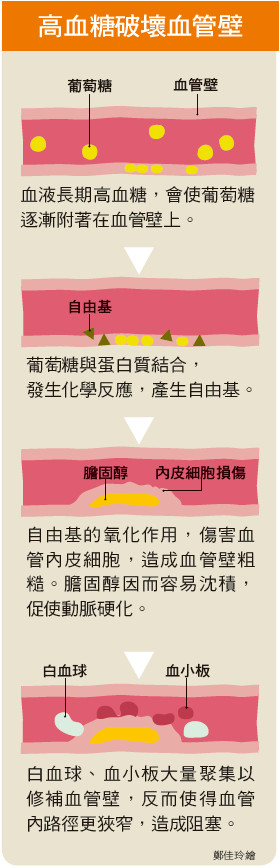 高血糖破壞血管壁
葡萄糖
血管壁
血液長期高血糖，會使葡萄糖
逐漸附著在血管壁上。
自由基
葡萄糖與蛋白質結合，
發生化學反應，產生自由基。
膽固醇
內皮細胞損傷
自由基的氧化作用，傷害血
管內皮細胞，造成血管壁粗
糙。膽固醇因而容易沈積，
促使動脈硬化。
白血球
血小板
白血球、血小板大量聚集以
修補血管壁，反而使得血管
內路徑更狹窄，造成阻塞。
鄭佳玲繪